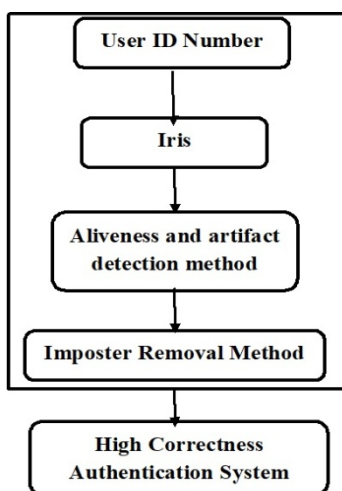 User ID Number
Iris
Aliveness and artifact
detection method
Imposter Removal Method
High Correctness
Authentication System